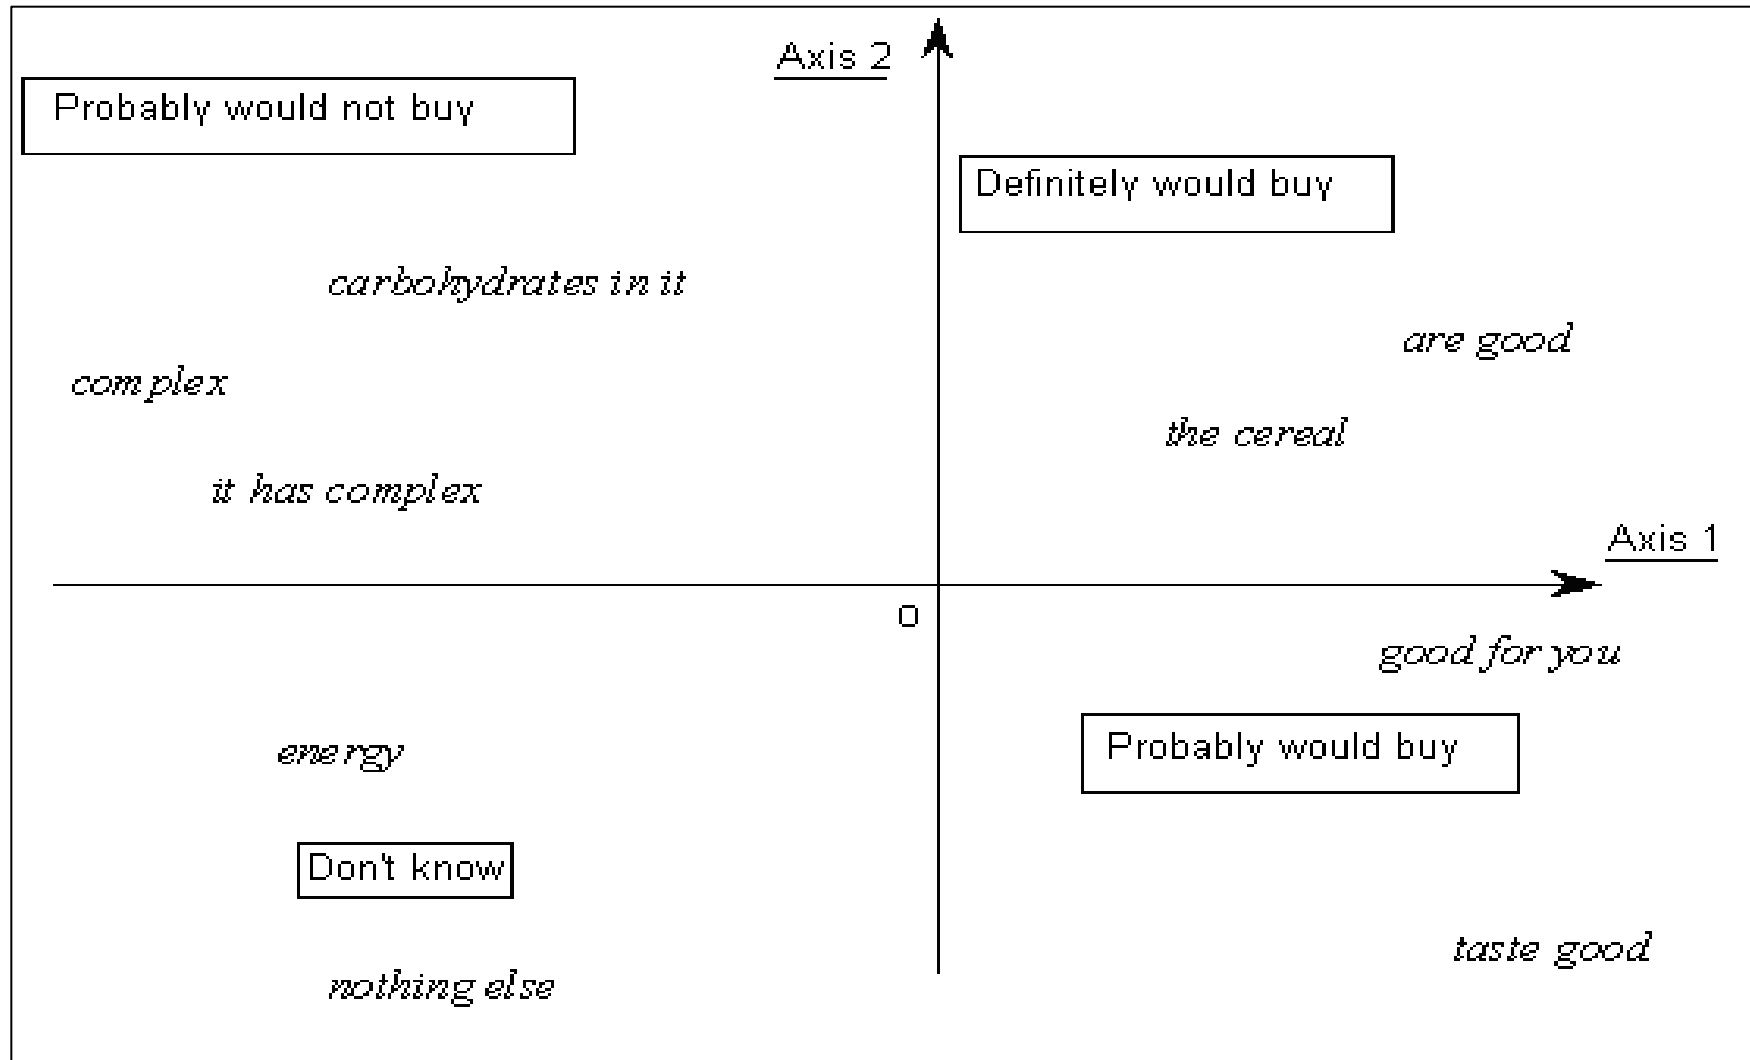 Axis 2
Probably would not buy
Definitely would buy
carbohydrates in it
are good
complex
the cereal
it has complex
Axis 1
0
good for you
energy
Probably would buy
Don't know
taste good
nothing else